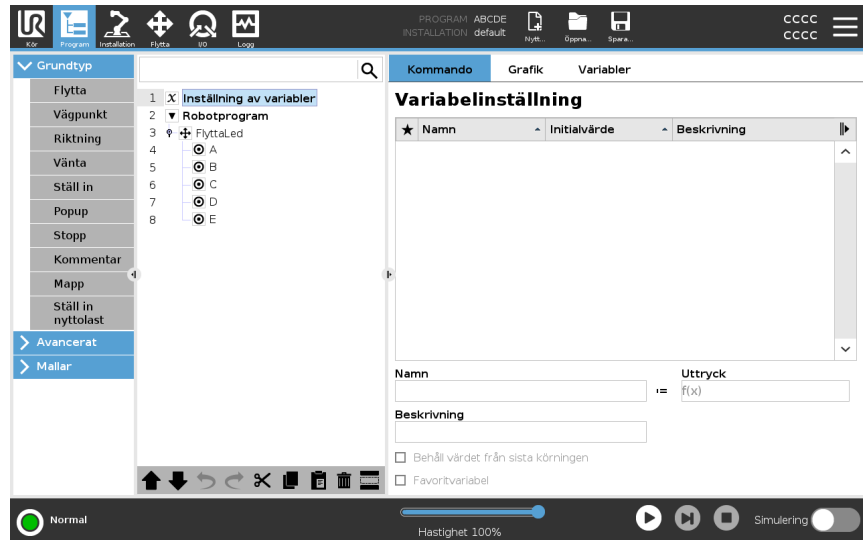 UR
Kör
Program
Installation
Flytta
I/O
Logg
PROGRAM ABCDE
INSTALLATION default
Nytt...
Öppna...
Spara...
CCCC
CCCC
Grundtyp
Flytta
Vägpunkt
Riktning
Vänta
Ställ in
Popup
Stopp
Kommentar
Mapp
Ställ in
nyttolast
Avancerat
Mallar
1 X Inställning av variabler
2 Robotprogram
3 FlyttaLed
4 A
5 B
6 C
7 D
8 E
Kommando Grafik Variabler
Variabelinställning
Namn Initialvärde Beskrivning
Namn Uttryck
:= f(x)
Beskrivning
Behåll värdet från sista körningen
Favoritvariabel
Normal
Hastighet 100%
Simulering